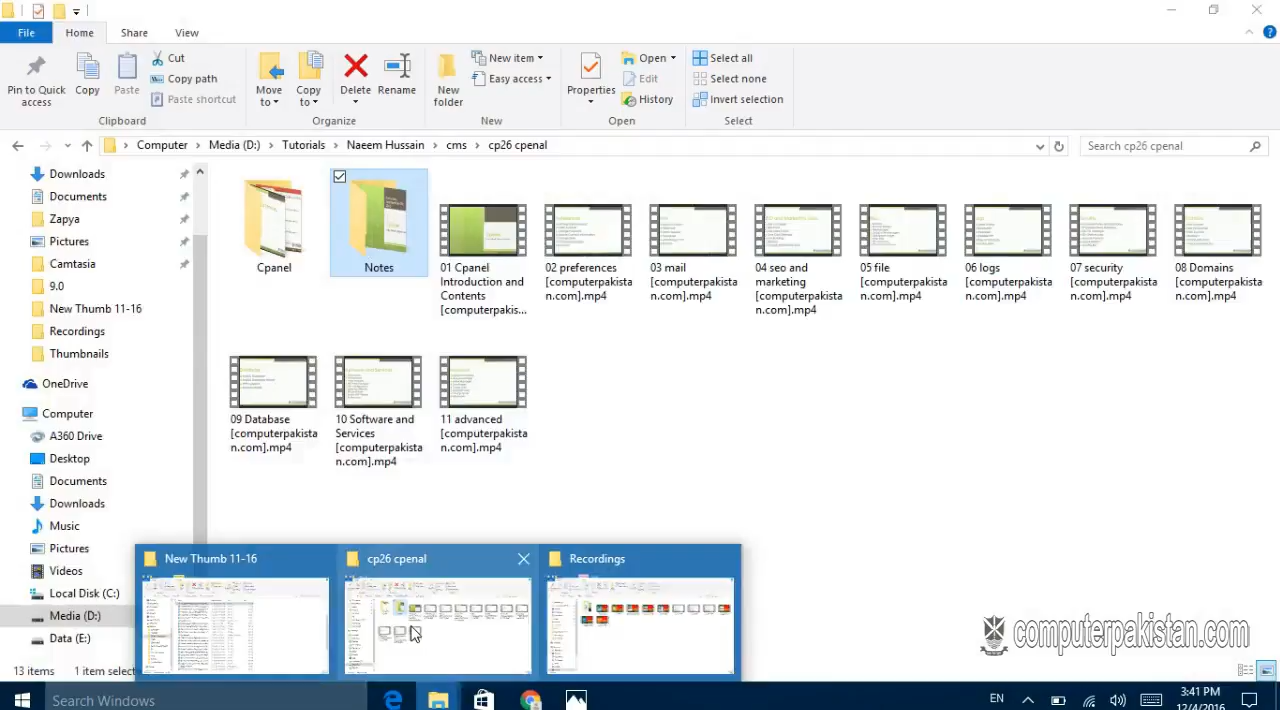 File Home Share View
Pin to Quick access
Copy
Paste
Cut
Copy path
Paste shortcut
Clipboard
Move to
Copy to
Delete
Rename
Organize
New folder
New item
Easy access
New
Properties
Open
Edit
History
Open
Select all
Select none
Invert selection
Select
Computer Media (D:) Tutorials Naeem Hussain cms cp26 cpenal
Search cp26 cpenal
Downloads
Documents
Zapya
Pictures
Camtasia
9.0
New Thumb 11-16
Recordings
Thumbnails
OneDrive
Computer
A360 Drive
Desktop
Documents
Downloads
Music
Pictures
Videos
Local Disk (C:)
Media (D:)
Data (E:)
Cpanel
Notes
01 Cpanel
Introduction and
Contents
[computerpakis...
02 preferences
[computerpakista
n.com].mp4
03 mail
[computerpakista
n.com].mp4
04 seo and
marketing
[computerpakista
n.com].mp4
05 file
[computerpakista
n.com].mp4
06 logs
[computerpakista
n.com].mp4
07 security
[computerpakista
n.com].mp4
08 Domains
[computerpakista
n.com].mp4
09 Database
[computerpakista
n.com].mp4
10 Software and
Services
[computerpakista
n.com].mp4
11 advanced
[computerpakista
n.com].mp4
New Thumb 11-16
cp26 cpenal
Recordings
computerpakistan.com
13 items 1 item select
Search Windows
EN
3:41 PM
12/4/2016